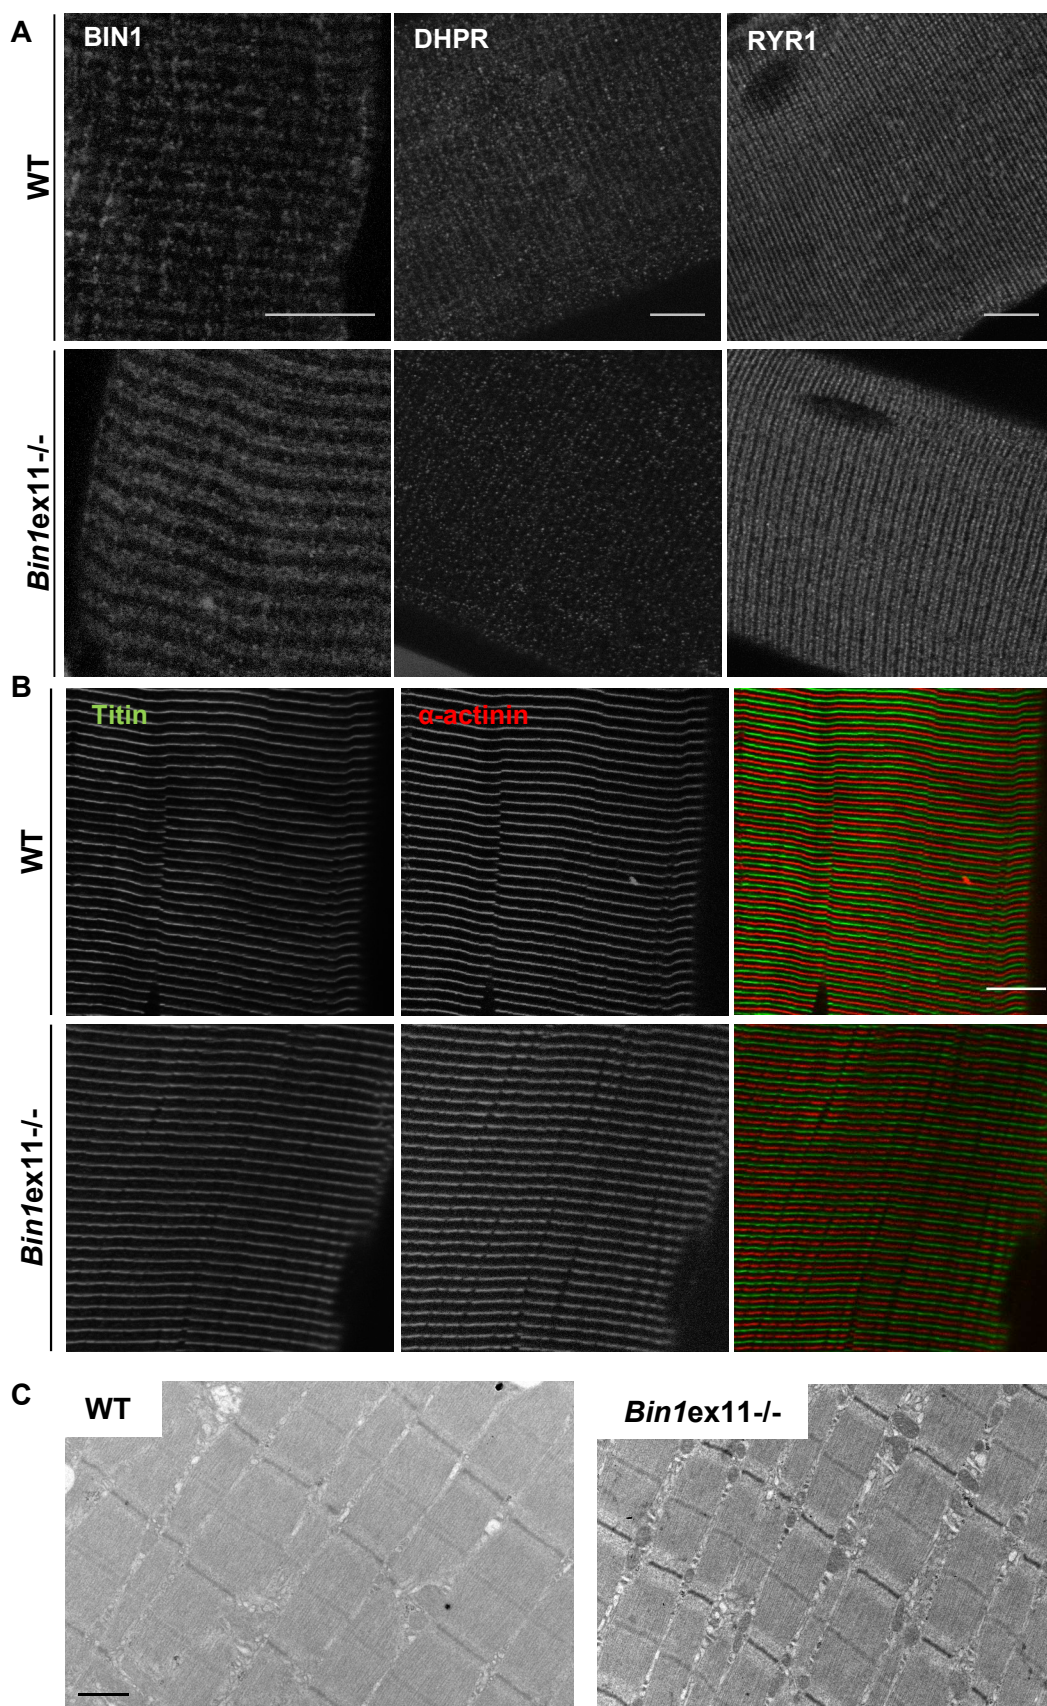 A
BIN1
DHPR
RYR1
WT
Bin1ex11-/-
B
Titin
α-actinin
WT
Bin1ex11-/-
C
WT
Bin1ex11-/-